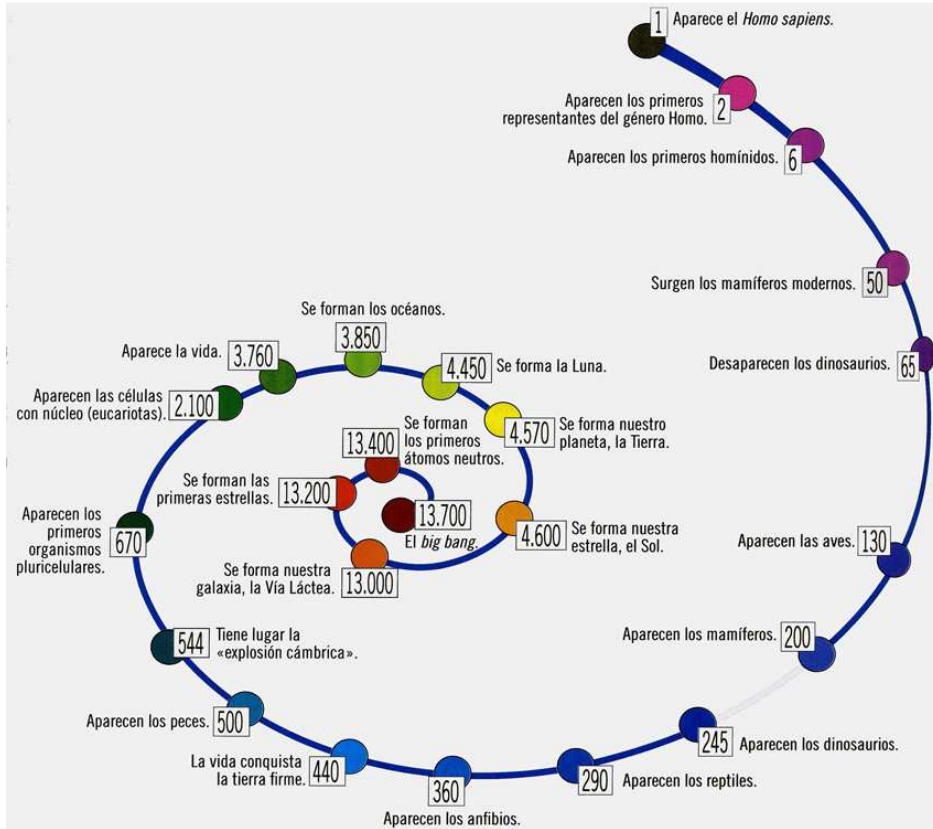 13.700
El big bang.
13.400
Se forman
los primeros
átomos neutros.
13.200
Se forman las
primeras estrellas.
13.000
Se forma nuestra
galaxia, la Vía Láctea.
4.600
Se forma nuestra
estrella, el Sol.
4.570
Se forma nuestro
planeta, la Tierra.
4.450
Se forma la Luna.
Se forman los océanos.
3.850
Aparece la vida.
3.760
Aparecen las células
con núcleo (eucariotas).
2.100
Aparecen los
primeros
organismos
pluricelulares.
670
544
Tiene lugar la
«explosión cámbrica».
Aparecen los peces.
500
La vida conquista
la tierra firme.
440
360
Aparecen los anfibios.
290
Aparecen los reptiles.
245
Aparecen los dinosaurios.
Aparecen los mamíferos.
200
Aparecen las aves.
130
Desaparecen los dinosaurios.
65
Surgen los mamíferos modernos.
50
Aparecen los primeros homínidos.
6
Aparecen los primeros
representantes del género Homo.
2
1
Aparece el Homo sapiens.